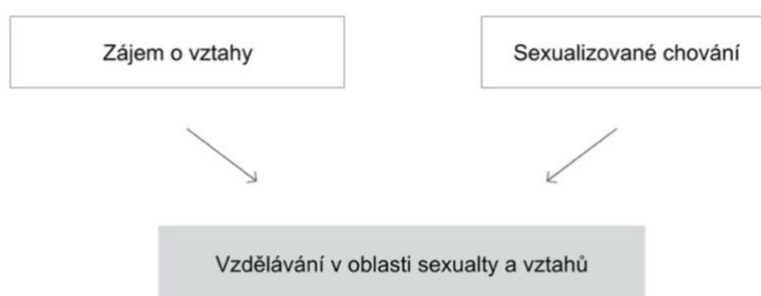 Zájem o vztahy
Sexualizované chování
Vzdělávání v oblasti sexualty a vztahů